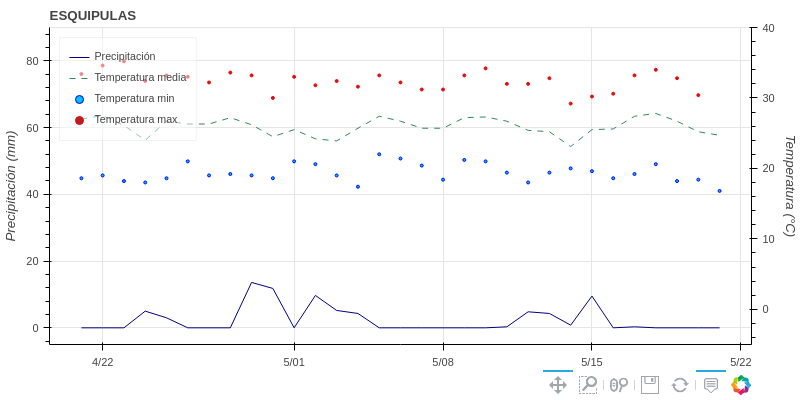 ESQUIPULAS
Precipitación
Temperatura media
Temperatura min
Temperatura max
Precipitación (mm)
80
60
40
20
0
Temperatura (°C)
40
30
20
10
0
4/22 5/01 5/08 5/15 5/22